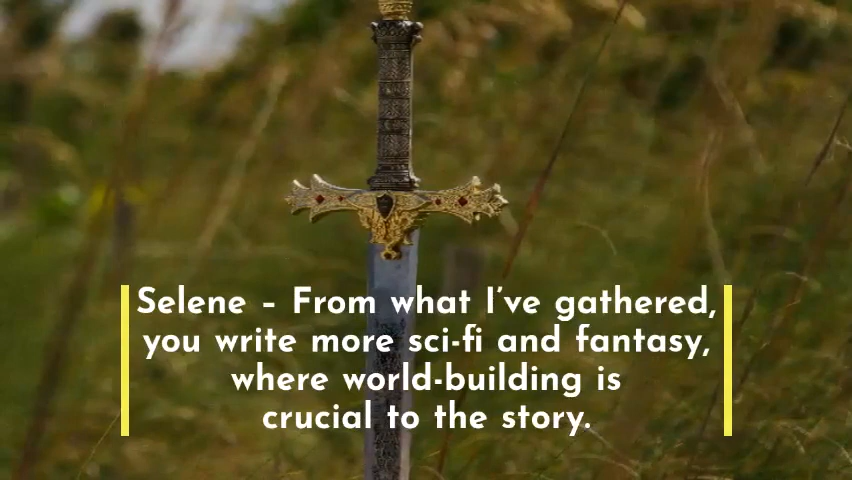 Selene – From what I've gathered,
you write more sci-fi and fantasy,
where world-building is
crucial to the story.